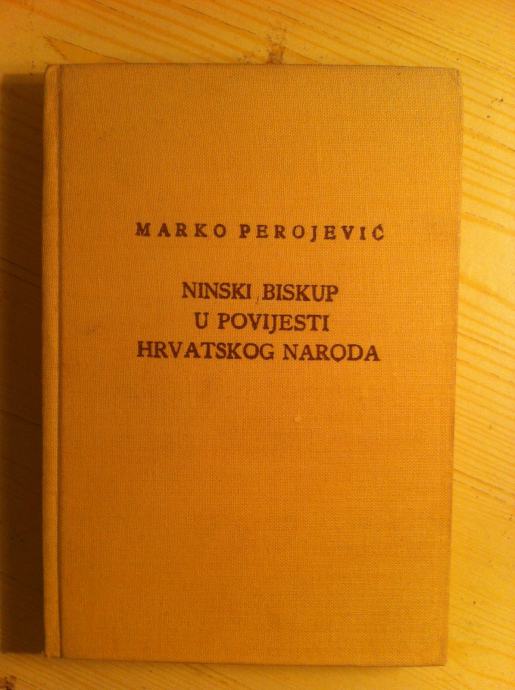 MARKO PEROJEVIĆ
NINSKI BISKUP
U POVIJESTI
HRVATSKOG NARODA